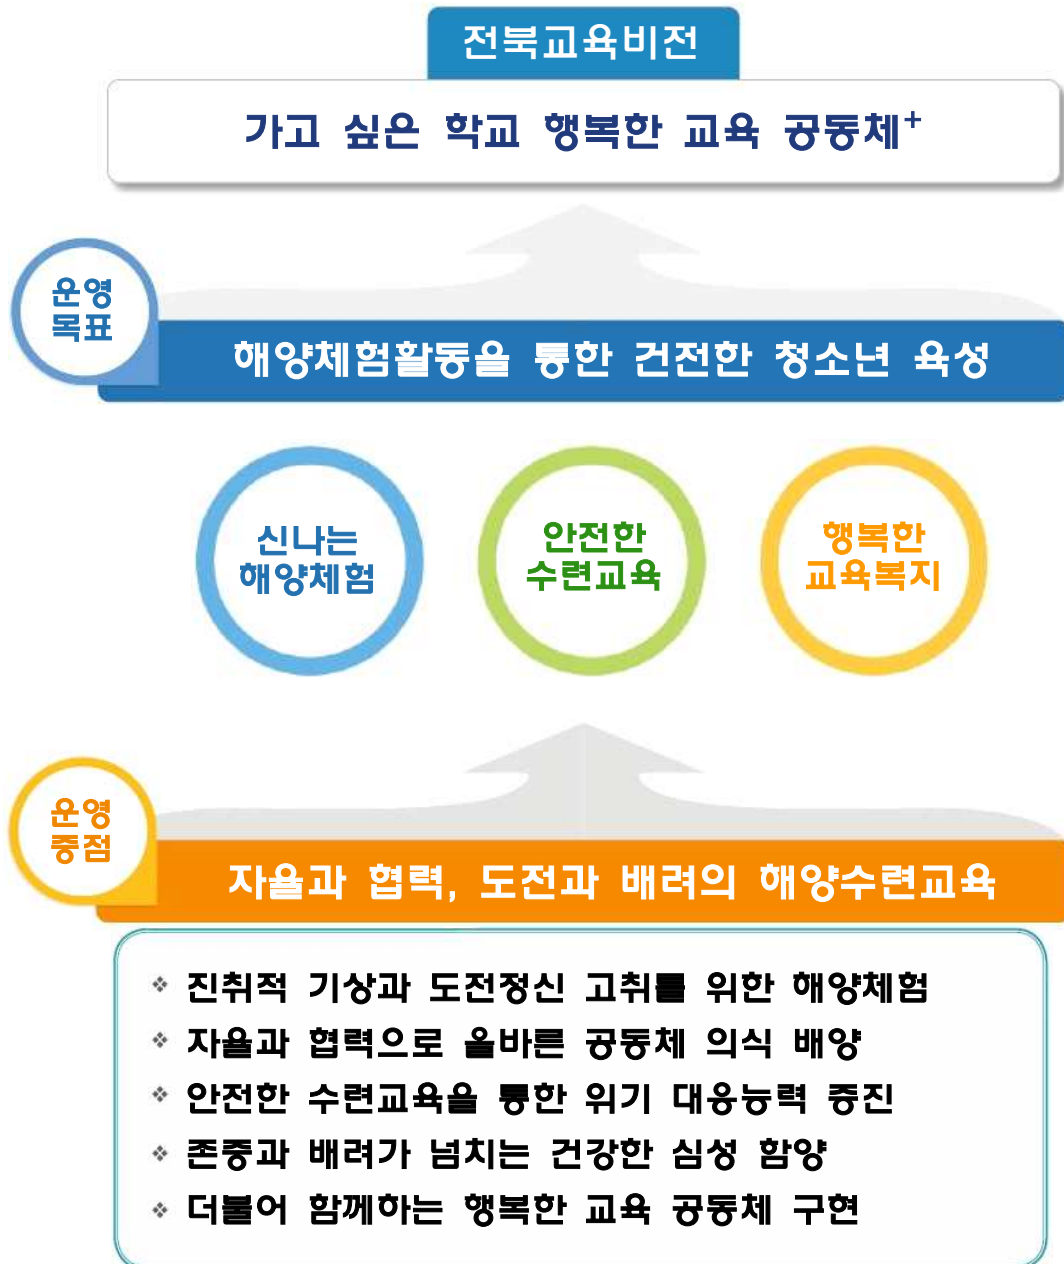 전북교육비전
가고 싶은 학교 행복한 교육 공동체⁺
운영
목표
해양체험활동을 통한 건전한 청소년 육성
신나는
해양체험
안전한
수련교육
행복한
교육복지
운영
중점
자율과 협력, 도전과 배려의 해양수련교육
❖ 진취적 기상과 도전정신 고취를 위한 해양체험
❖ 자율과 협력으로 올바른 공동체 의식 배양
❖ 안전한 수련교육을 통한 위기 대응능력 증진
❖ 존중과 배려가 넘치는 건강한 심성 함양
❖ 더불어 함께하는 행복한 교육 공동체 구현